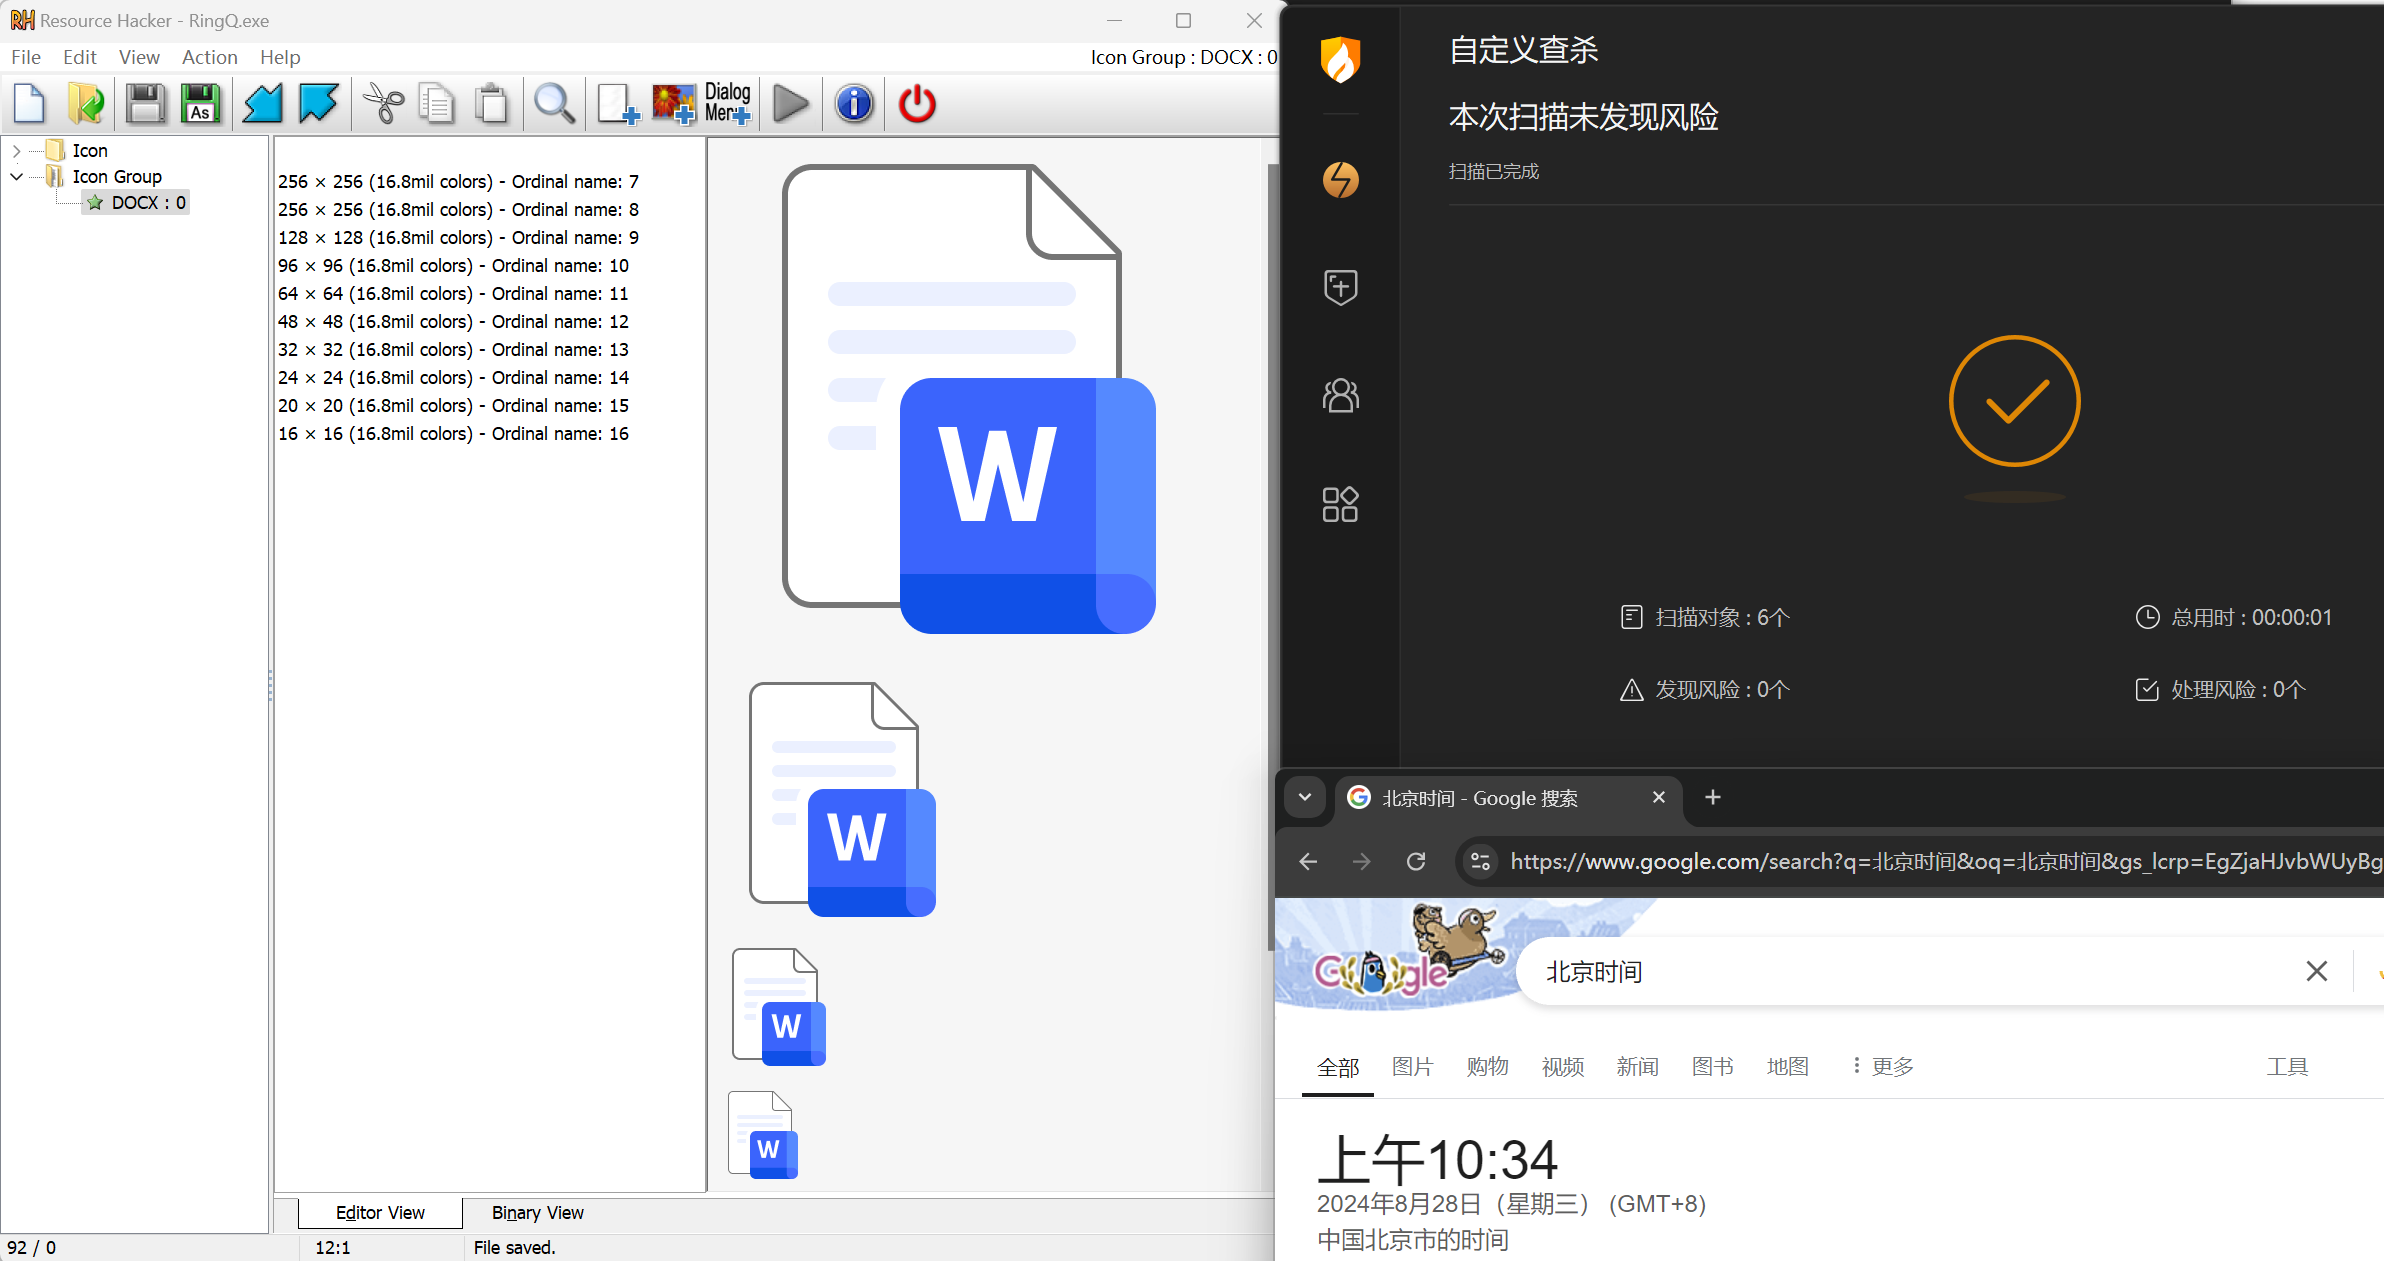 RH Resource Hacker - RingQ.exe
File Edit View Action Help
Icon Group : DOCX : 0
As
Dialog
Menu
Icon
Icon Group
DOCX : 0
256 × 256 (16.8mil colors) - Ordinal name: 7
256 × 256 (16.8mil colors) - Ordinal name: 8
128 × 128 (16.8mil colors) - Ordinal name: 9
96 × 96 (16.8mil colors) - Ordinal name: 10
64 × 64 (16.8mil colors) - Ordinal name: 11
48 × 48 (16.8mil colors) - Ordinal name: 12
32 × 32 (16.8mil colors) - Ordinal name: 13
24 × 24 (16.8mil colors) - Ordinal name: 14
20 × 20 (16.8mil colors) - Ordinal name: 15
16 × 16 (16.8mil colors) - Ordinal name: 16
W
W
W
W
Editor View Binary View
92 / 0 12:1 File saved.
自定义查杀
本次扫描未发现风险
扫描已完成
扫描对象 : 6个 总用时 : 00:00:01
发现风险 : 0个 处理风险 : 0个
北京时间 - Google 搜索
https://www.google.com/search?q=北京时间&oq=北京时间&gs_lcrp=EgZjaHJvbWUyBg
Google
北京时间
全部 图片 购物 视频 新闻 图书 地图 更多 工具
上午10:34
2024年8月28日（星期三） (GMT+8)
中国北京市的时间